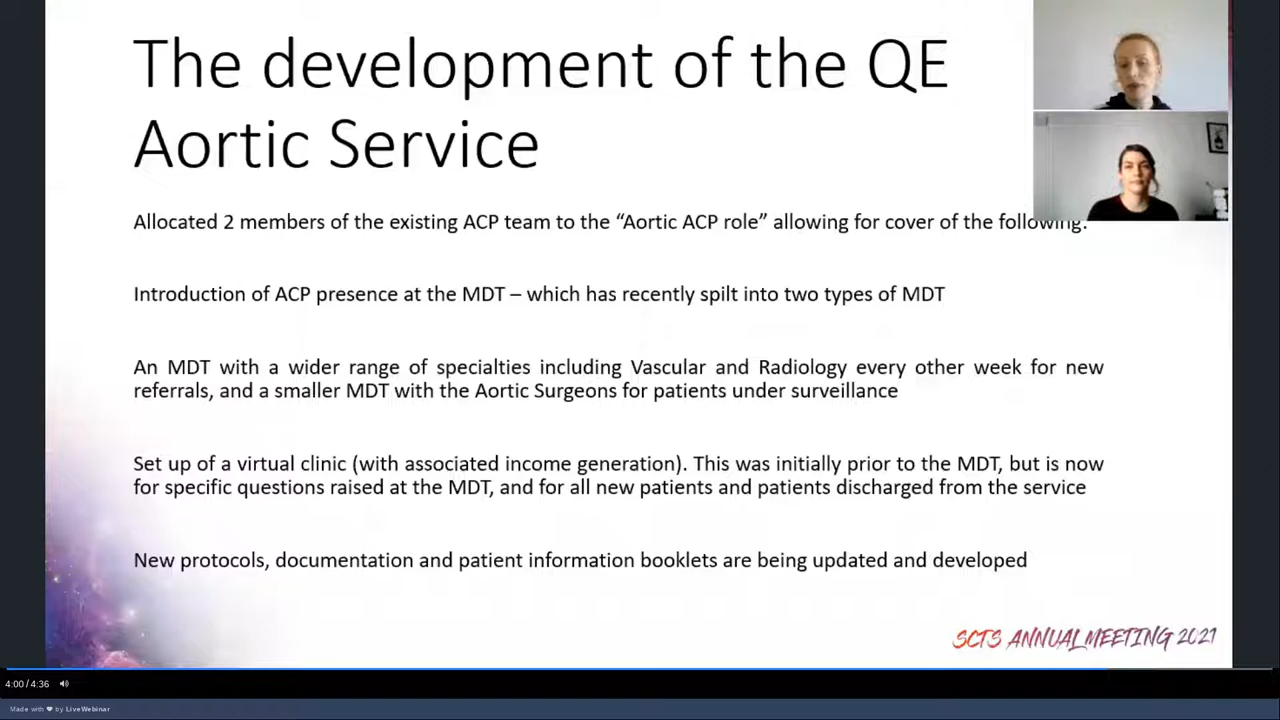 The development of the QE
Aortic Service
Allocated 2 members of the existing ACP team to the “Aortic ACP role” allowing for cover of the following:
Introduction of ACP presence at the MDT – which has recently spilt into two types of MDT
An MDT with a wider range of specialties including Vascular and Radiology every other week for new
referrals, and a smaller MDT with the Aortic Surgeons for patients under surveillance
Set up of a virtual clinic (with associated income generation). This was initially prior to the MDT, but is now
for specific questions raised at the MDT, and for all new patients and patients discharged from the service
New protocols, documentation and patient information booklets are being updated and developed
SCTS ANNUAL MEETING 2021
4:00 / 4:36
Made with ❤ by LiveWebinar